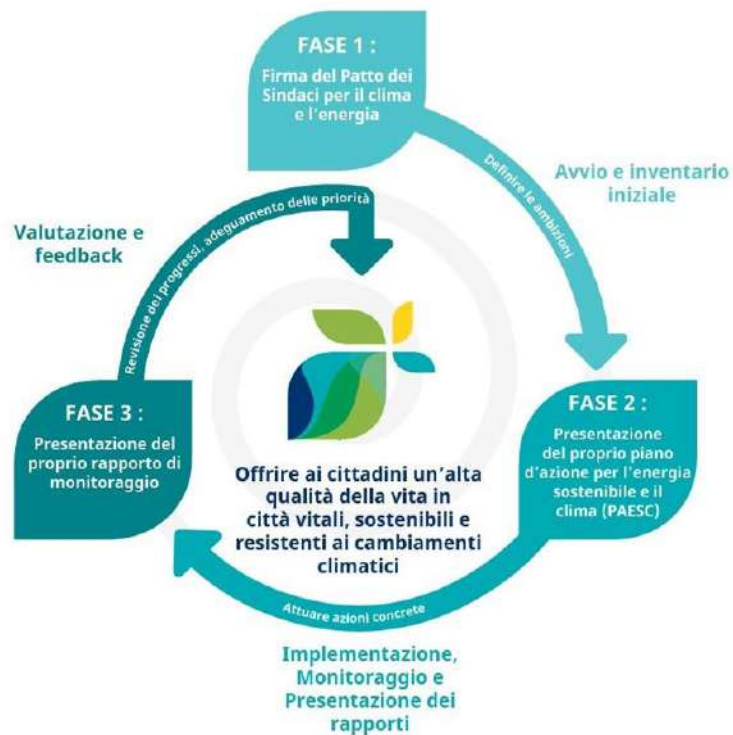 FASE 1 :
Firma del Patto dei
Sindaci per il clima
e l'energia
Definire le ambizioni
Avvio e inventario
iniziale
FASE 2 :
Presentazione
del proprio piano
d'azione per l'energia
sostenibile e il
clima (PAESC)
Attuare azioni concrete
Implementazione,
Monitoraggio e
Presentazione dei
rapporti
FASE 3 :
Presentazione del
proprio rapporto di
monitoraggio
Revisione dei progressi, adeguamento delle priorità
Valutazione e
feedback
Offrire ai cittadini un'alta
qualità della vita in
città vitali, sostenibili e
resistenti ai cambiamenti
climatici